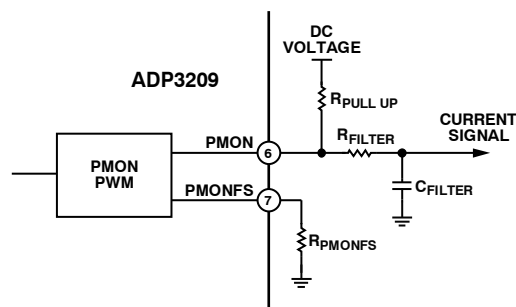 DC
VOLTAGE
ADP3209
RPULL UP
CURRENT
SIGNAL
PMON
6
RFILTER
PMON
PWM
CFILTER
PMONFS
7
RPMONFS